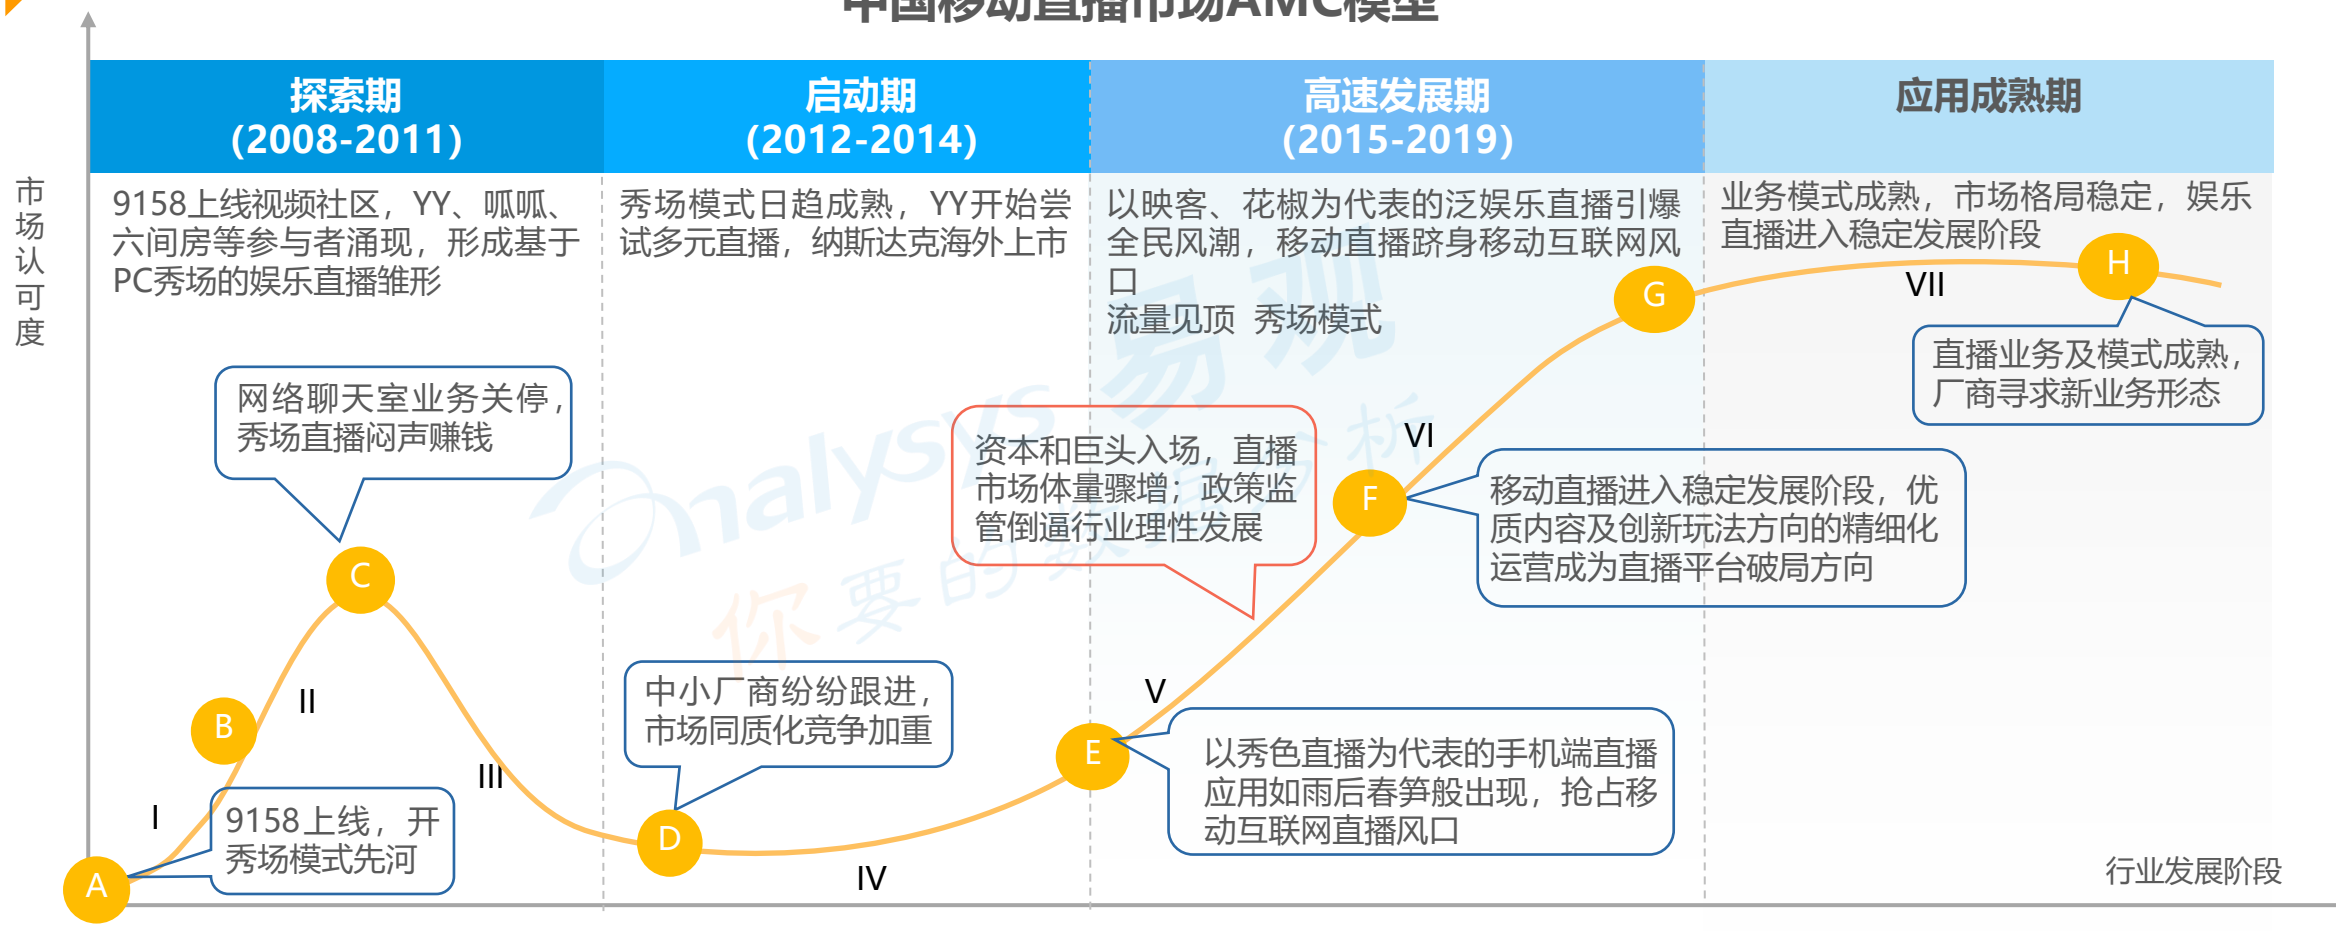 中国移动直播市场AMC模型
市场认可度
探索期
(2008-2011)
启动期
(2012-2014)
高速发展期
(2015-2019)
应用成熟期
9158上线视频社区，YY、呱呱、
六间房等参与者涌现，形成基于
PC秀场的娱乐直播雏形
秀场模式日趋成熟，YY开始尝
试多元直播，纳斯达克海外上市
以映客、花椒为代表的泛娱乐直播引爆
全民风潮，移动直播跻身移动互联网风
口
流量见顶 秀场模式
业务模式成熟，市场格局稳定，娱乐
直播进入稳定发展阶段
H
VII
G
直播业务及模式成熟，
厂商寻求新业务形态
网络聊天室业务关停，
秀场直播闷声赚钱
资本和巨头入场，直播
市场体量骤增；政策监
管倒逼行业理性发展
VI
F
移动直播进入稳定发展阶段，优
质内容及创新玩法方向的精细化
运营成为直播平台破局方向
C
B
II
III
中小厂商纷纷跟进，
市场同质化竞争加重
V
E
以秀色直播为代表的手机端直播
应用如雨后春笋般出现，抢占移
动互联网直播风口
I
9158上线，开
秀场模式先河
D
IV
A
行业发展阶段
analysys 易观
你要的数据分析